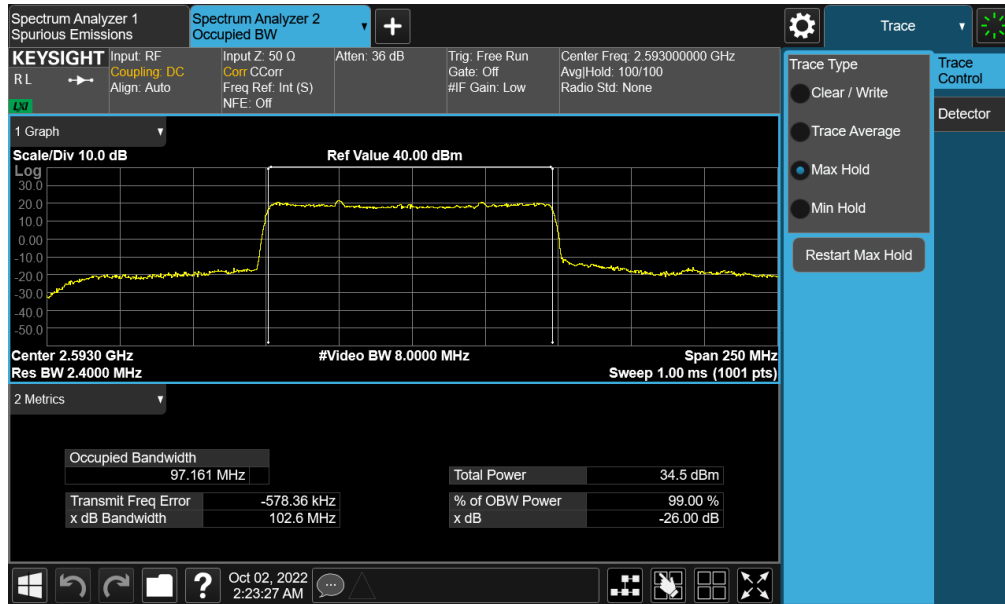 Spectrum Analyzer 1
Spurious Emissions
Spectrum Analyzer 2
Occupied BW
Trace
KEYSIGHT
R L
LXI
Input: RF
Coupling: DC
Align: Auto
Input Z: 50 Ω
Corr CCorr
Freq Ref: Int (S)
NFE: Off
Atten: 36 dB
Trig: Free Run
Gate: Off
#IF Gain: Low
Center Freq: 2.593000000 GHz
Avg|Hold: 100/100
Radio Std: None
Trace Type
Clear / Write
Trace Average
Max Hold
Min Hold
Restart Max Hold
Trace
Control
Detector
1 Graph
Scale/Div 10.0 dB
Ref Value 40.00 dBm
Log
30.0
20.0
10.0
0.00
-10.0
-20.0
-30.0
-40.0
-50.0
Center 2.5930 GHz
#Video BW 8.0000 MHz
Span 250 MHz
Res BW 2.4000 MHz
Sweep 1.00 ms (1001 pts)
2 Metrics
Occupied Bandwidth
97.161 MHz
Total Power 34.5 dBm
Transmit Freq Error -578.36 kHz
% of OBW Power 99.00 %
x dB Bandwidth 102.6 MHz
x dB -26.00 dB
?
Oct 02, 2022
2:23:27 AM